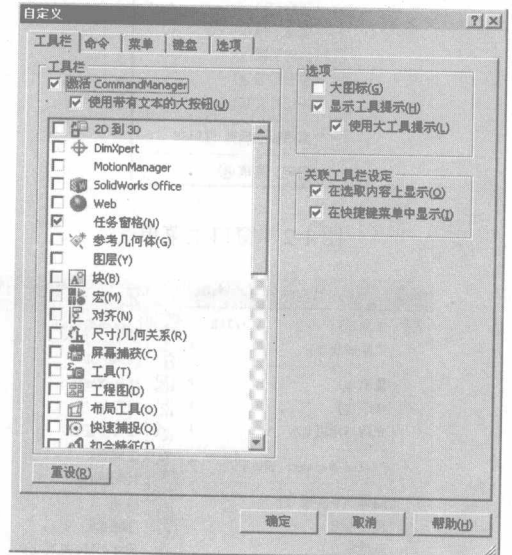 自定义
工具栏 命令 菜单 键盘 选项
工具栏
激活 CommandManager
使用带有文本的大按钮(U)
2D 到 3D
DimXpert
MotionManager
SolidWorks Office
Web
任务窗格(N)
参考几何体(G)
图层(Y)
块(B)
宏(M)
对齐(N)
尺寸/几何关系(R)
屏幕捕获(C)
工具(T)
工程图(D)
布局工具(O)
快速捕捉(Q)
扣合特征(T)
重设(R)
选项
大图标(G)
显示工具提示(H)
使用大工具提示(L)
关联工具栏设定
在选取内容上显示(O)
在快捷键菜单中显示(I)
确定 取消 帮助(H)